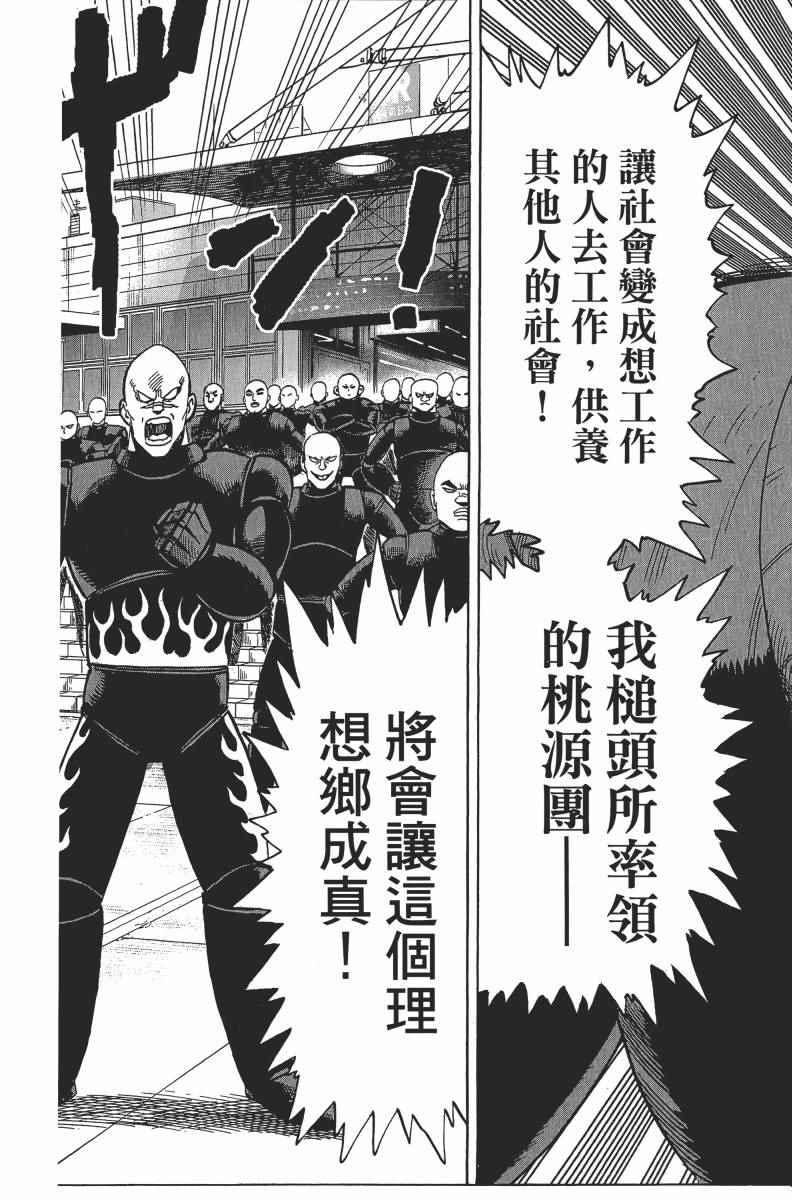 讓社會變成想工作
的人去工作，供養
其他人的社會！
我槌頭所率領
的桃源團——
將會讓這個理
想鄉成真！